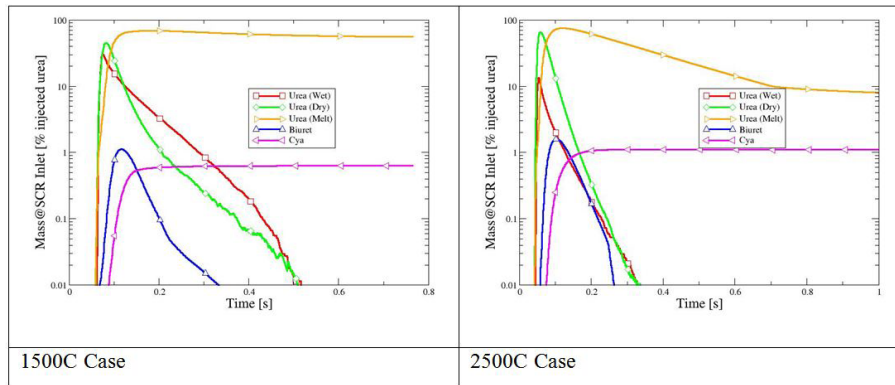 100
10
1
0.1
0.01
Mass@SCR Inlet [% injected urea]
Urea (Wet)
Urea (Dry)
Urea (Melt)
Biuret
Cya
0 0.2 0.4 0.6 0.8
Time [s]
100
10
1
0.1
0.01
Mass@SCR Inlet [% injected urea]
Urea (Wet)
Urea (Dry)
Urea (Melt)
Biuret
Cya
0 0.2 0.4 0.6 0.8 1
Time [s]
1500C Case
2500C Case